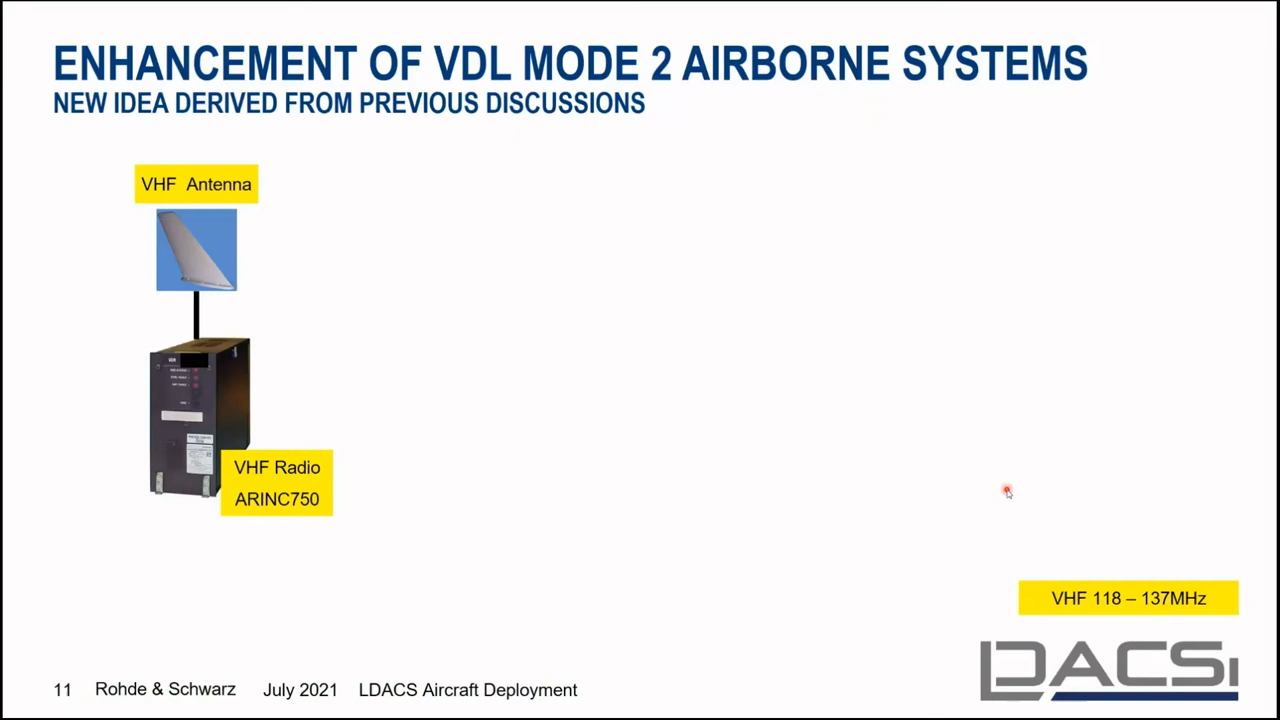 ENHANCEMENT OF VDL MODE 2 AIRBORNE SYSTEMS
NEW IDEA DERIVED FROM PREVIOUS DISCUSSIONS
VHF Antenna
VHF Radio
ARINC750
VHF 118 – 137MHz
LDACS
11 Rohde & Schwarz July 2021 LDACS Aircraft Deployment